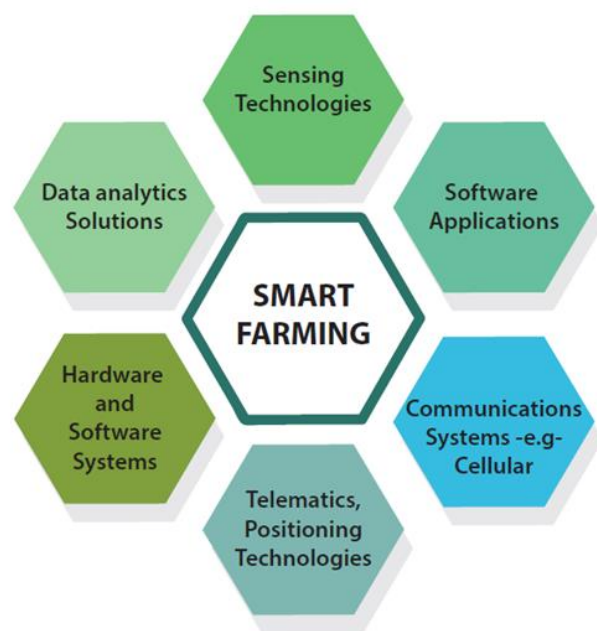 Sensing
Technologies
Data analytics
Solutions
Software
Applications
SMART
FARMING
Hardware
and
Software
Systems
Communications
Systems -e.g-
Cellular
Telematics,
Positioning
Technologies